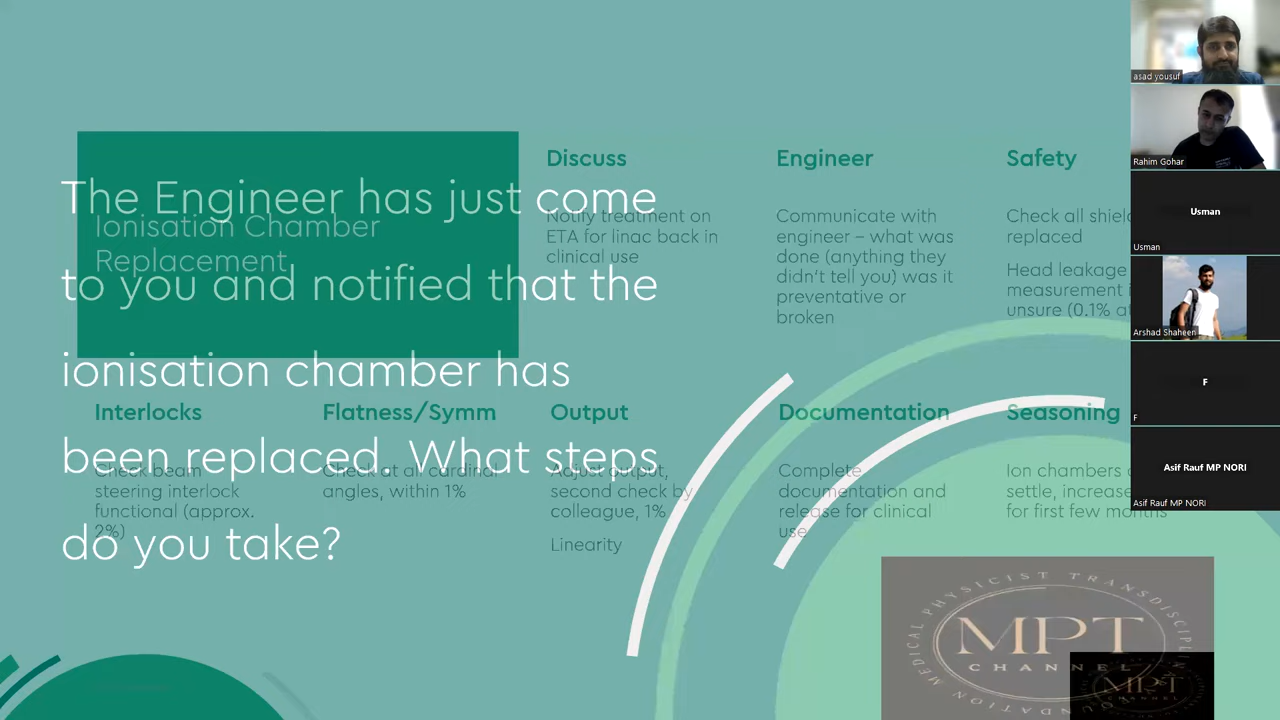 The Engineer has just come
to you and notified that the
ionisation chamber has
been replaced. What steps
do you take?
Ionisation Chamber
Replacement
Discuss
Notify treatment on
ETA for linac back in
clinical use
Engineer
Communicate with
engineer – what was
done (anything they
didn't tell you) was it
preventative or
broken
Safety
Check all shield
replaced
Head leakage
measurement i
unsure (0.1% at
Interlocks
Check beam
steering interlock
functional (approx.
2%)
Flatness/Symm
Check at all cardinal
angles, within 1%
Output
Adjust output,
second check by
colleague, 1%
Linearity
Documentation
Complete
documentation and
release for clinical
use
Seasoning
Ion chambers
settle, increase
for first few months
asad yousuf
Rahim Gohar
Usman
Usman
Arshad Shaheen
F
F
Asif Rauf MP NORI
Asif Rauf MP NORI
MEDICAL PHYSICIST TRANSDISCIPLIN
MPT
CHANNEL
FOUNDATION
MPT